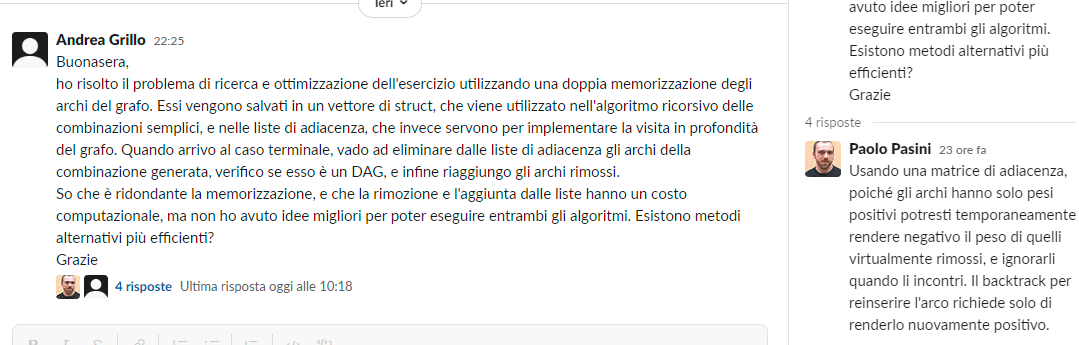 Ieri
Andrea Grillo 22:25
Buonasera,
ho risolto il problema di ricerca e ottimizzazione dell'esercizio utilizzando una doppia memorizzazione degli
archi del grafo. Essi vengono salvati in un vettore di struct, che viene utilizzato nell'algoritmo ricorsivo delle
combinazioni semplici, e nelle liste di adiacenza, che invece servono per implementare la visita in profondità
del grafo. Quando arrivo al caso terminale, vado ad eliminare dalle liste di adiacenza gli archi della
combinazione generata, verifico se esso è un DAG, e infine riaggiungo gli archi rimossi.
So che è ridondante la memorizzazione, e che la rimozione e l'aggiunta dalle liste hanno un costo
computazionale, ma non ho avuto idee migliori per poter eseguire entrambi gli algoritmi. Esistono metodi
alternativi più efficienti?
Grazie
4 risposte Ultima risposta oggi alle 10:18
avuto idee migliori per poter
eseguire entrambi gli algoritmi.
Esistono metodi alternativi più
efficienti?
Grazie
4 risposte
Paolo Pasini 23 ore fa
Usando una matrice di adiacenza,
poiché gli archi hanno solo pesi
positivi potresti temporaneamente
rendere negativo il peso di quelli
virtualmente rimossi, e ignorarli
quando li incontri. Il backtrack per
reinserire l'arco richiede solo di
renderlo nuovamente positivo.